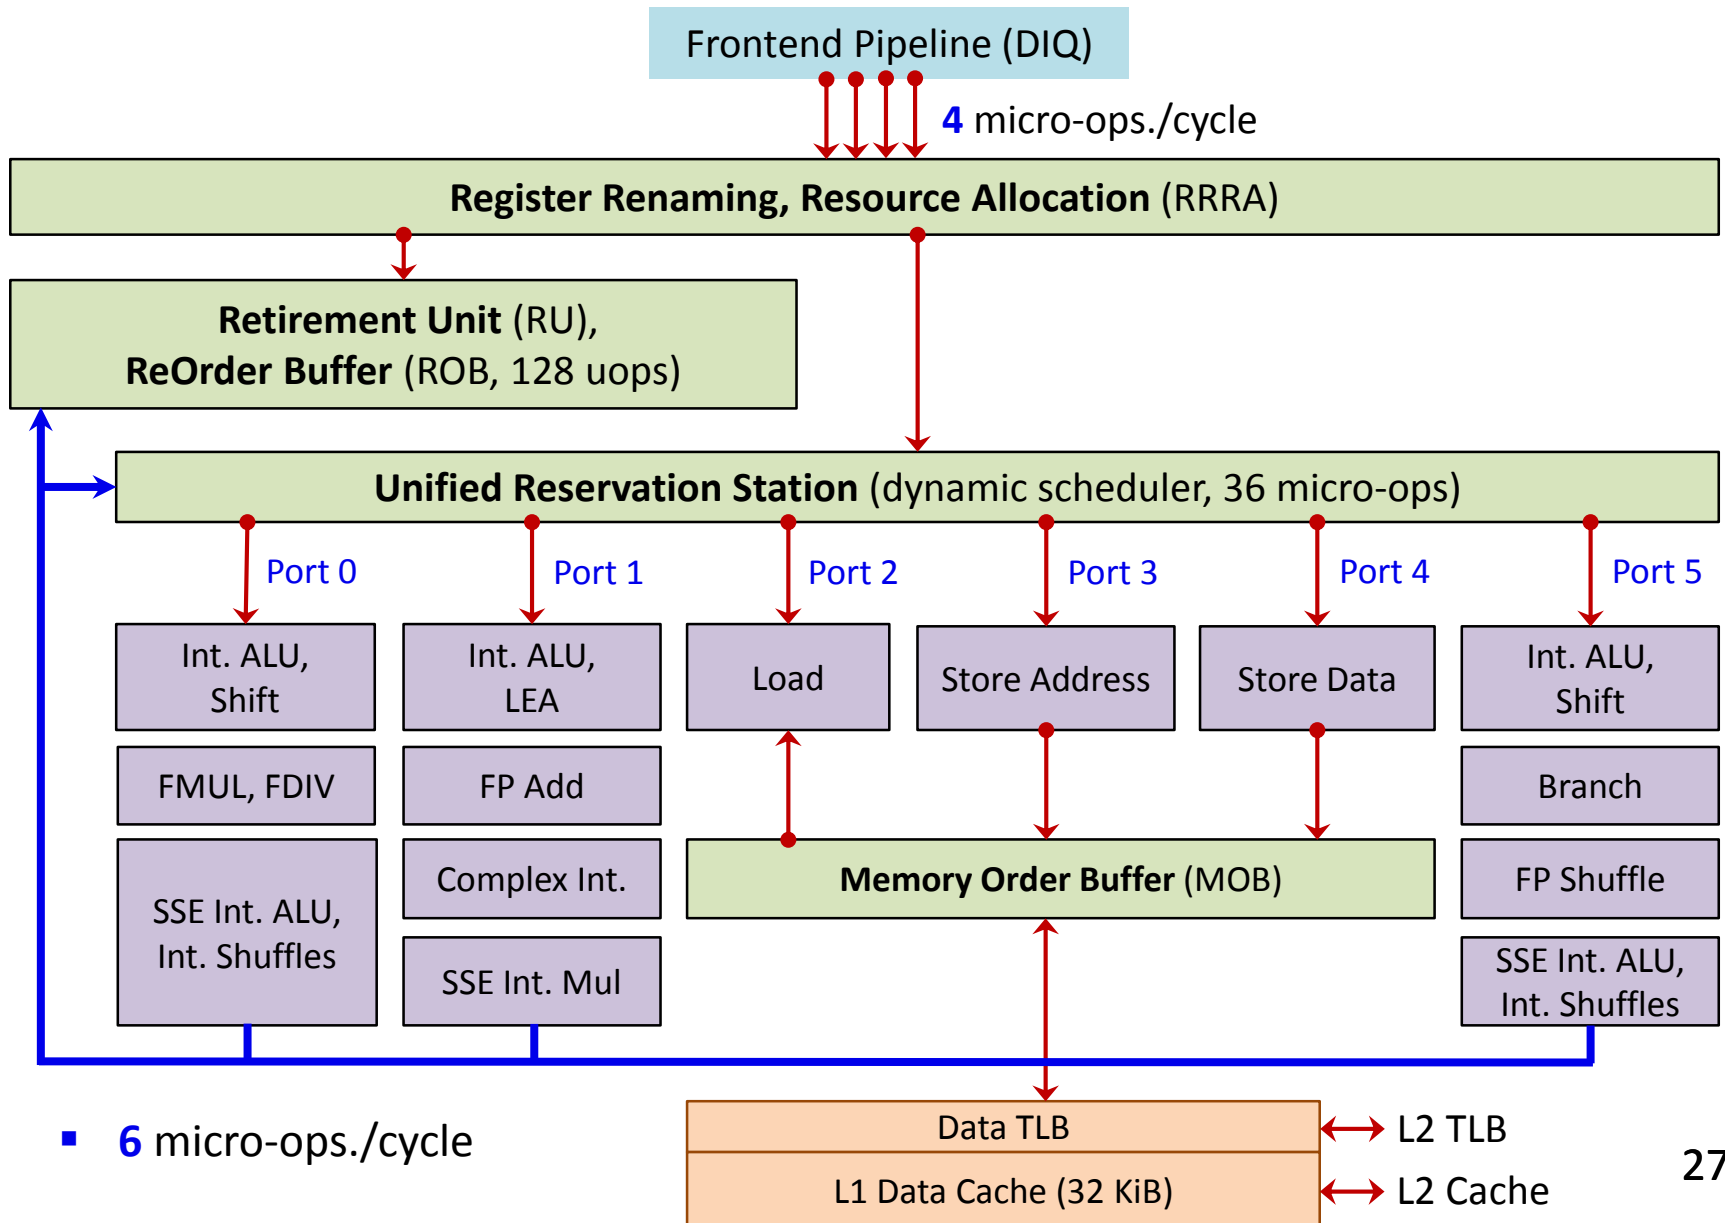 Frontend Pipeline (DIQ)
4 micro-ops./cycle
Register Renaming, Resource Allocation (RRRA)
Retirement Unit (RU),
ReOrder Buffer (ROB, 128 uops)
Unified Reservation Station (dynamic scheduler, 36 micro-ops)
Port 0
Port 1
Port 2
Port 3
Port 4
Port 5
Int. ALU,
Shift
Int. ALU,
LEA
Load
Store Address
Store Data
Int. ALU,
Shift
FMUL, FDIV
FP Add
Branch
SSE Int. ALU,
Int. Shuffles
Complex Int.
Memory Order Buffer (MOB)
FP Shuffle
SSE Int. Mul
SSE Int. ALU,
Int. Shuffles
▪ 6 micro-ops./cycle
Data TLB
L2 TLB
L1 Data Cache (32 KiB)
L2 Cache
27